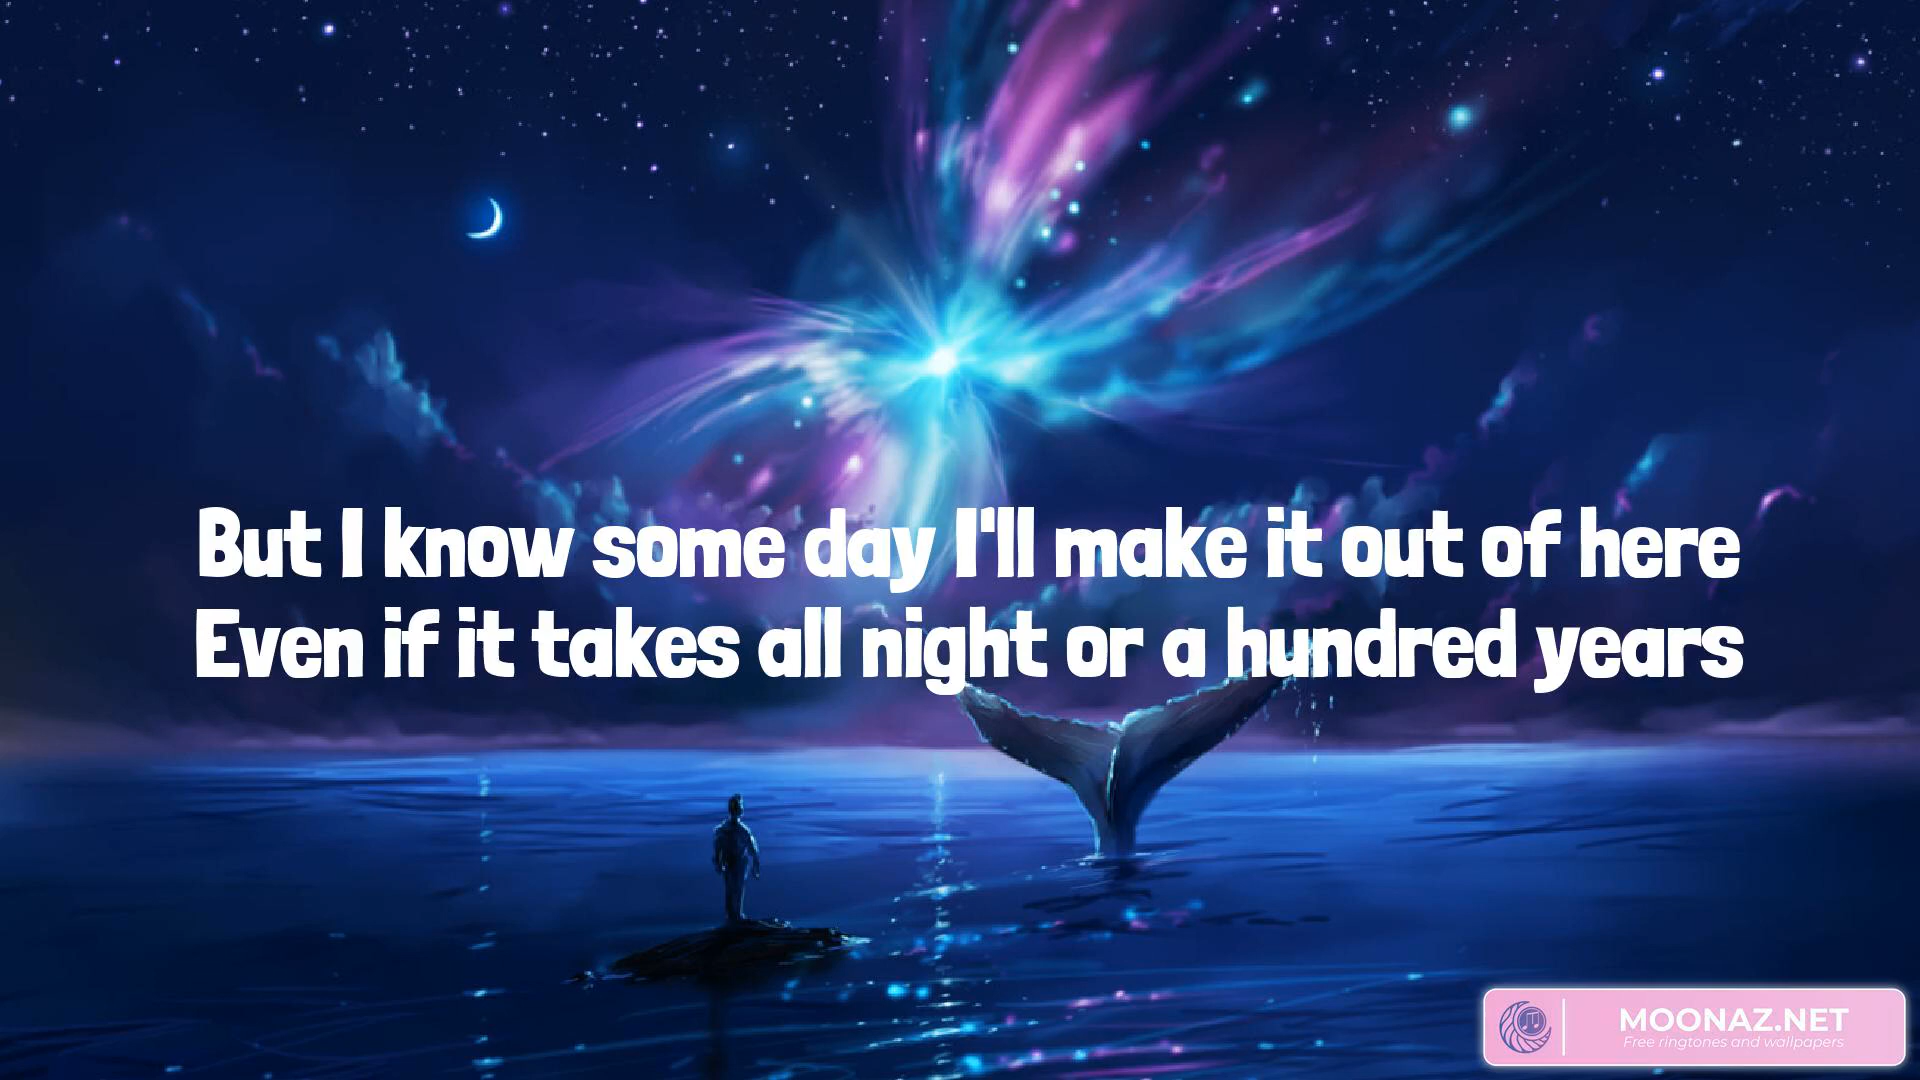 But I know some day I'll make it out of here
Even if it takes all night or a hundred years
MOONAZ.NET
Free ringtones and wallpapers